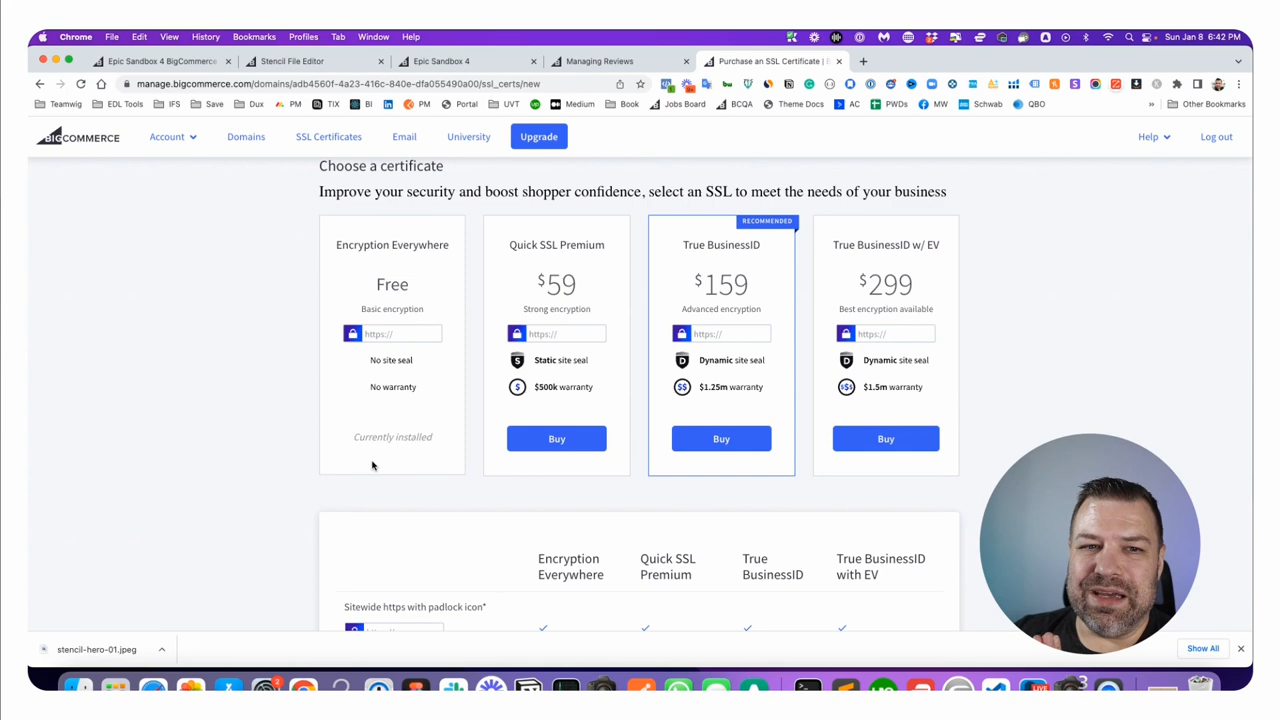 Chrome File Edit View History Bookmarks Profiles Tab Window Help Sun Jan 8 6:42 PM
Epic Sandbox 4 BigCommerce Stencil File Editor Epic Sandbox 4 Managing Reviews Purchase an SSL Certificate |
manage.bigcommerce.com/domains/adb4560f-4a23-416c-840e-dfa055490a00/ssl_certs/new
Teamwig EDL Tools IFS Save Dux PM TIX BI PM Portal UVT Medium Book Jobs Board BCQA Theme Docs AC PWDs MW Schwab QBO » Other Bookmarks
BIGCOMMERCE Account Domains SSL Certificates Email University Upgrade Help Log out
Choose a certificate
Improve your security and boost shopper confidence, select an SSL to meet the needs of your business
RECOMMENDED
Encryption Everywhere Quick SSL Premium True BusinessID True BusinessID w/ EV
Free $59 $159 $299
Basic encryption Strong encryption Advanced encryption Best encryption available
https:// https:// https:// https://
No site seal S Static site seal D Dynamic site seal D Dynamic site seal
No warranty $ $500k warranty $$ $1.25m warranty $$$ $1.5m warranty
Currently installed Buy Buy Buy
Encryption Everywhere Quick SSL Premium True BusinessID True BusinessID with EV
Sitewide https with padlock icon*
stencil-hero-01.jpeg Show All
2 LIVE 3